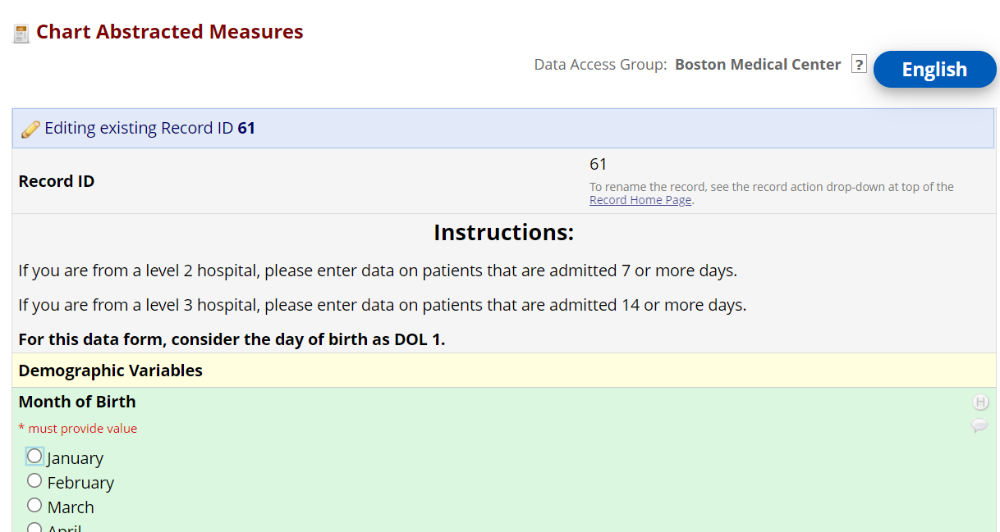 Chart Abstracted Measures
Data Access Group: Boston Medical Center ?
English
Editing existing Record ID 61
Record ID
61
To rename the record, see the record action drop-down at top of the
Record Home Page.
Instructions:
If you are from a level 2 hospital, please enter data on patients that are admitted 7 or more days.
If you are from a level 3 hospital, please enter data on patients that are admitted 14 or more days.
For this data form, consider the day of birth as DOL 1.
Demographic Variables
Month of Birth
H
* must provide value
January
February
March
April